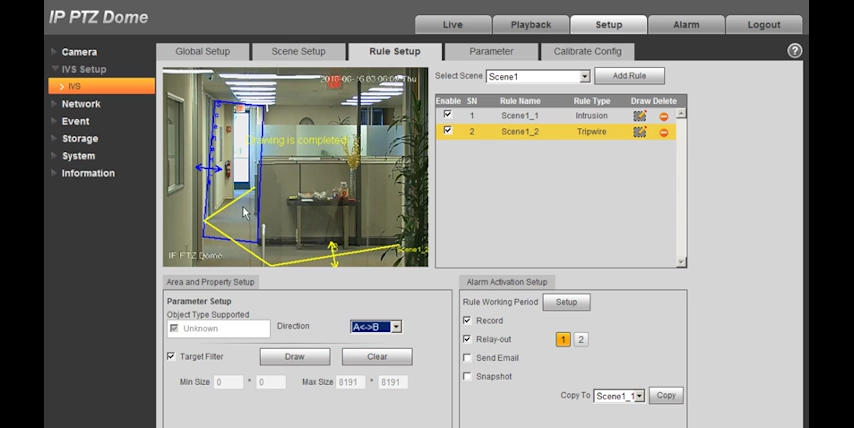 IP PTZ Dome
Live Playback Setup Alarm Logout
Camera
IVS Setup
IVS
Network
Event
Storage
System
Information
Global Setup Scene Setup Rule Setup Parameter Calibrate Config ?
Drawing is completed!
IP PTZ Dome
Select Scene Scene1 Add Rule
Enable SN Rule Name Rule Type Draw Delete
1 Scene1_1 Intrusion
2 Scene1_2 Tripwire
Area and Property Setup
Parameter Setup
Object Type Supported
Unknown Direction A<->B
Target Filter Draw Clear
Min Size 0 * 0 Max Size 8191 * 8191
Alarm Activation Setup
Rule Working Period Setup
Record
Relay-out 1 2
Send Email
Snapshot
Copy To Scene1_1 Copy